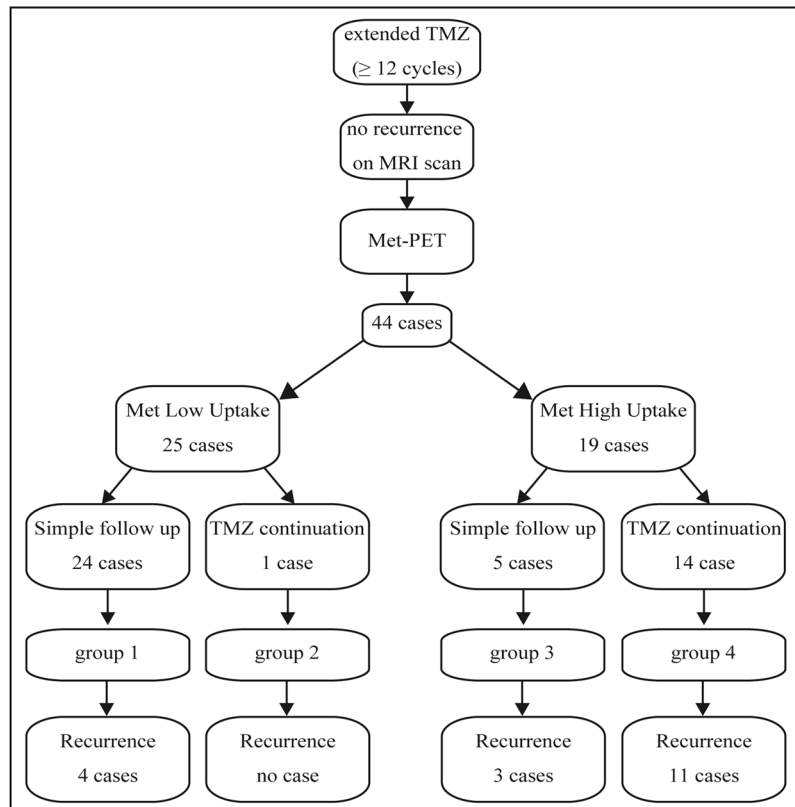 extended TMZ
(≥ 12 cycles)
no recurrence
on MRI scan
Met-PET
44 cases
Met Low Uptake
25 cases
Met High Uptake
19 cases
Simple follow up
24 cases
TMZ continuation
1 case
Simple follow up
5 cases
TMZ continuation
14 case
group 1
group 2
group 3
group 4
Recurrence
4 cases
Recurrence
no case
Recurrence
3 cases
Recurrence
11 cases